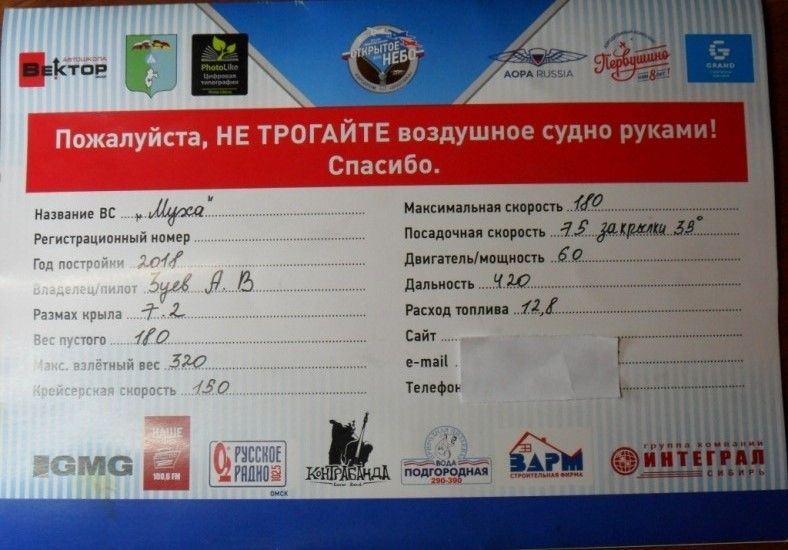 АВТОШКОЛА
ВЕКТОР
PhotoLike
Цифровая
типография
ОТКРЫТОЕ
НЕБО
AOPA RUSSIA
Первушино
GRAND
Пожалуйста, НЕ ТРОГАЙТЕ воздушное судно руками!
Спасибо.
Название ВС „Муха"
Регистрационный номер
Год постройки 2018
Владелец/пилот Зуев А. В
Размах крыла 7.2
Вес пустого 180
Макс. взлётный вес 320
Крейсерская скорость 150
Максимальная скорость 180
Посадочная скорость 75 закрылки 39°
Двигатель/мощность 60
Дальность 420
Расход топлива 12,8
Сайт
e-mail
Телефон
GMG
НАШЕ
100,6 FM
РУССКОЕ
РАДИО
ОМСК
КОНТРАБАНДА
ВОДА
ПОДГОРНАЯ
290-390
ЗАРМ
СТРОИТЕЛЬНАЯ ФИРМА
группа компаний
ИНТЕГРАЛ
СИБИРЬ